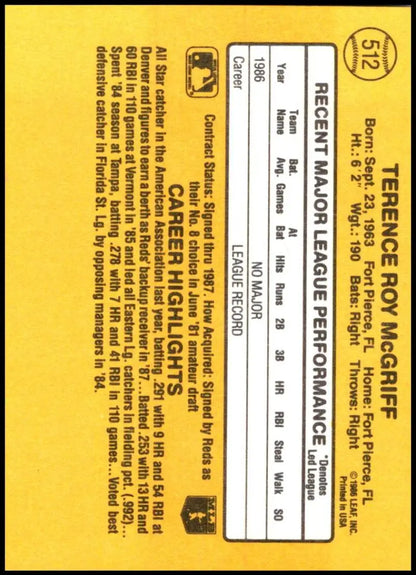 512
TERENCE ROY McGRIFF
Born: Sept. 23, 1963 Fort Pierce, FL Home: Fort Pierce, FL
Ht.: 6' 2" Wgt.: 190 Bats: Right Throws: Right
©1986 LEAF, INC.
Printed in USA
RECENT MAJOR LEAGUE PERFORMANCE
*Denotes
Led League
Year Team Name Bat. Avg. Games At Bat Hits Runs 2B 3B HR RBI Steal Walk SO
1986 NO MAJOR
Career LEAGUE RECORD
Contract Status: Signed thru 1987. How Acquired: Signed by Reds as
their No. 8 choice in June '81 amateur draft
CAREER HIGHLIGHTS
All Star catcher in the American Association last year, batting .291 with 9 HR and 54 RBI at
Denver and figures to earn a berth as Reds' backup receiver in '87... Batted .253 with 13 HR and
60 RBI in 110 games at Vermont in '85 and led all Eastern Lg. catchers in fielding pct. (.992)...
Spent '84 season at Tampa, batting .278 with 7 HR and 41 RBI in 110 games... Voted best
defensive catcher in Florida St. Lg. by opposing managers in '84.